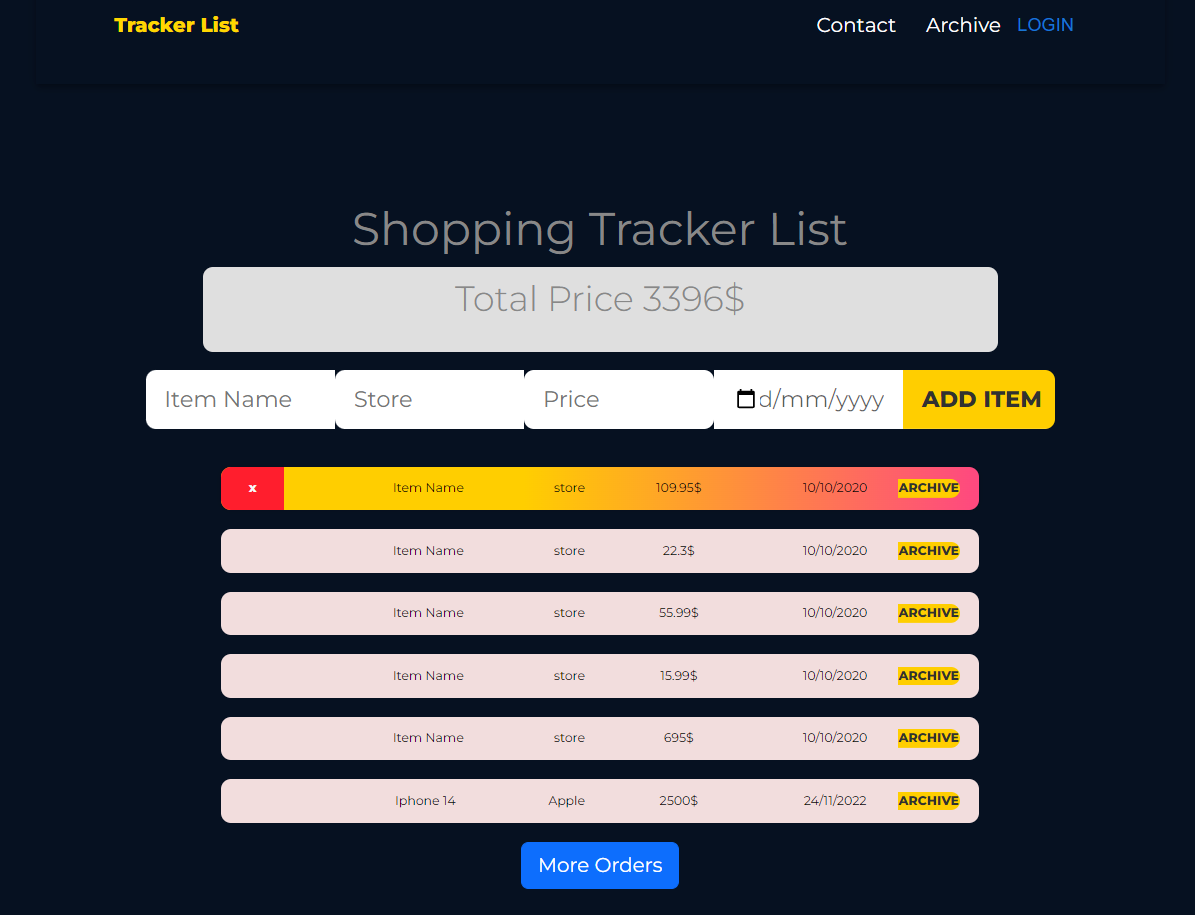 Tracker List Contact Archive LOGIN
Shopping Tracker List
Total Price 3396$
Item Name Store Price d/mm/yyyy ADD ITEM
x Item Name store 109.95$ 10/10/2020 ARCHIVE
Item Name store 22.3$ 10/10/2020 ARCHIVE
Item Name store 55.99$ 10/10/2020 ARCHIVE
Item Name store 15.99$ 10/10/2020 ARCHIVE
Item Name store 695$ 10/10/2020 ARCHIVE
Iphone 14 Apple 2500$ 24/11/2022 ARCHIVE
More Orders